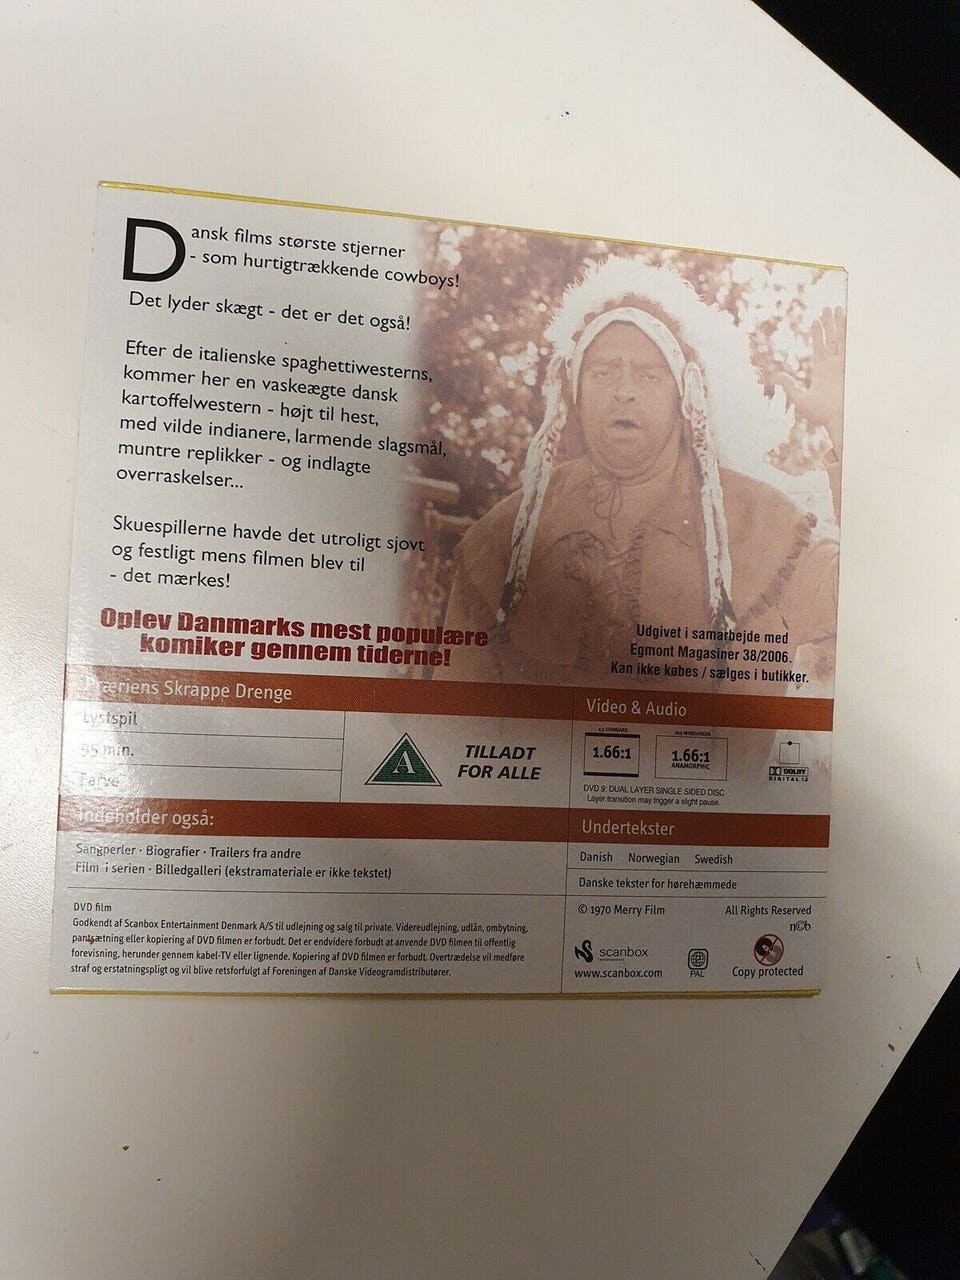 Dansk films største stjerner
- som hurtigtrækkende cowboys!
Det lyder skægt - det er det også!
Efter de italienske spaghettiwesterns,
kommer her en vaskeægte dansk
kartoffelwestern - højt til hest,
med vilde indianere, larmende slagsmål,
muntre replikker - og indlagte
overraskelser...
Skuespillerne havde det utroligt sjovt
og festligt mens filmen blev til
- det mærkes!
Oplev Danmarks mest populære
komiker gennem tiderne!
Udgivet i samarbejde med
Egmont Magasiner 38/2006.
Kan ikke købes / sælges i butikker.
Præriens Skrappe Drenge
Lystspil
95 min.
Farve
A
TILLADT
FOR ALLE
Video & Audio
4:3 STANDARD
1.66:1
16:9 WIDESCREEN
1.66:1
ANAMORPHIC
DOLBY
DIGITAL
DVD 9: DUAL LAYER SINGLE SIDED DISC
Layer transition may trigger a slight pause.
Indeholder også:
Sangperler · Biografier · Trailers fra andre
Film i serien · Billedgalleri (ekstramateriale er ikke tekstet)
Undertekster
Danish Norwegian Swedish
Danske tekster for hørehæmmede
DVD film
Godkendt af Scanbox Entertainment Denmark A/S til udlejning og salg til private. Videreudlejning, udlån, ombytning,
pantsætning eller kopiering af DVD filmen er forbudt. Det er endvidere forbudt at anvende DVD filmen til offentlig
forevisning, herunder gennem kabel-TV eller lignende. Kopiering af DVD filmen er forbudt. Overtrædelse vil medføre
straf og erstatningspligt og vil blive retsforfulgt af Foreningen af Danske Videogramdistributører.
© 1970 Merry Film
All Rights Reserved
n©b
scanbox
www.scanbox.com
PAL
Copy protected